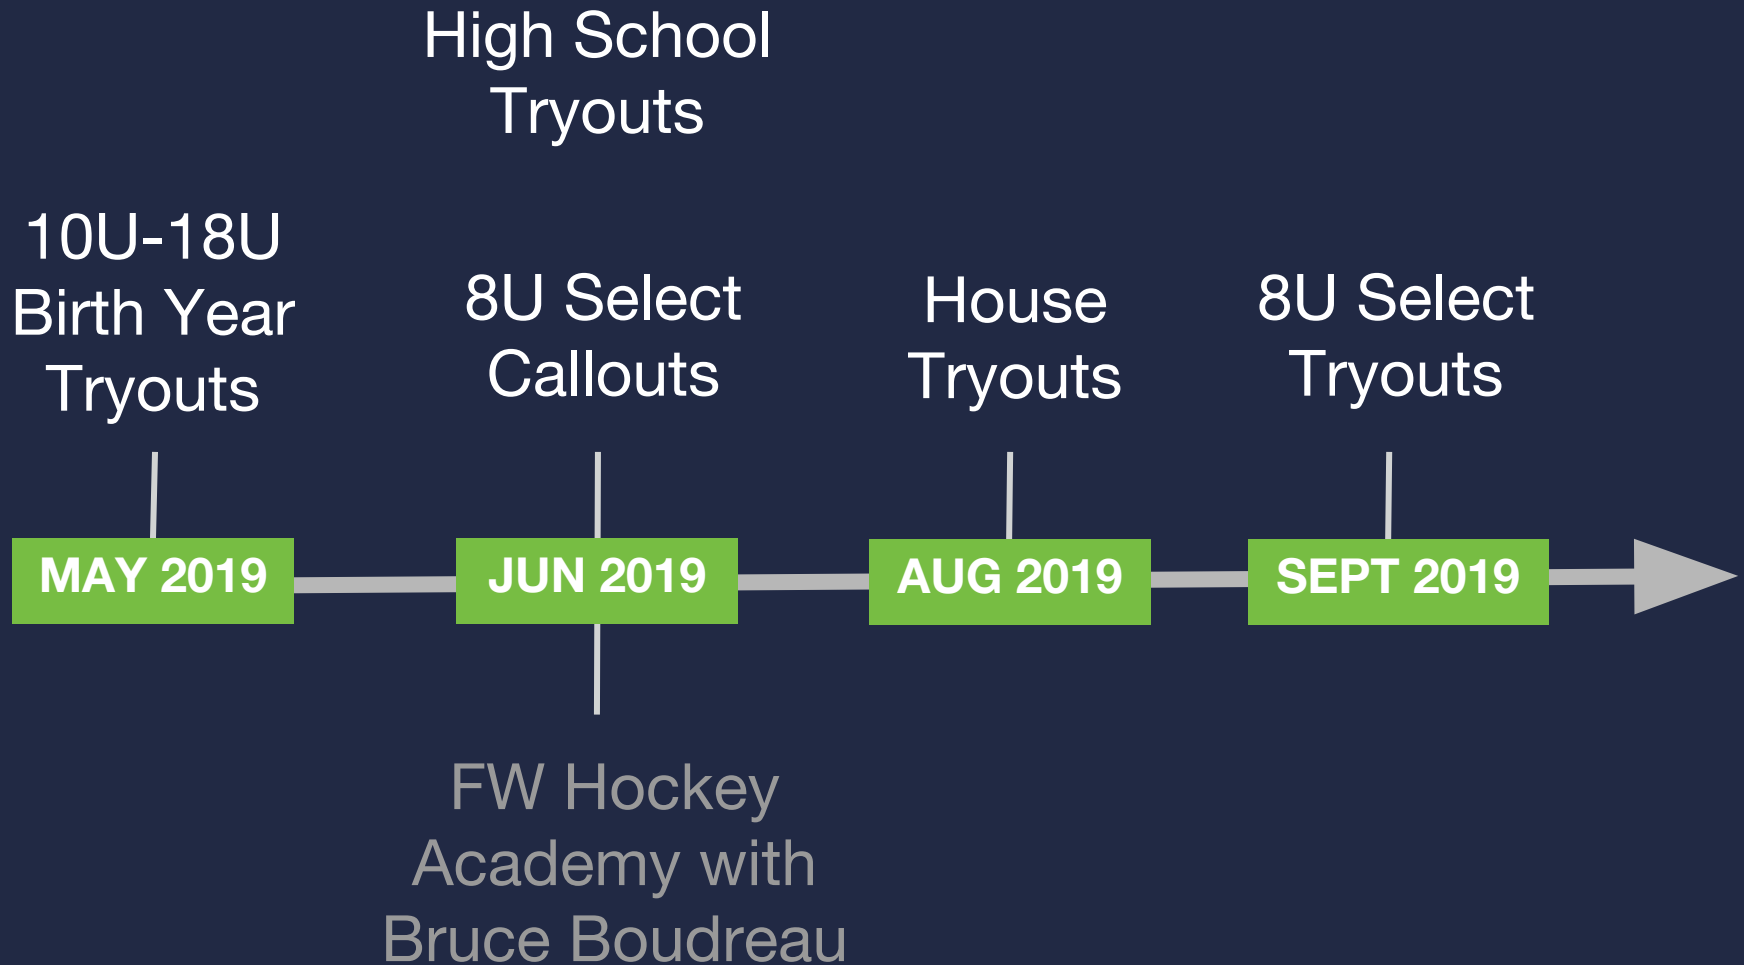 High School
Tryouts
10U-18U
Birth Year
Tryouts
8U Select
Callouts
House
Tryouts
8U Select
Tryouts
MAY 2019
JUN 2019
AUG 2019
SEPT 2019
FW Hockey
Academy with
Bruce Boudreau